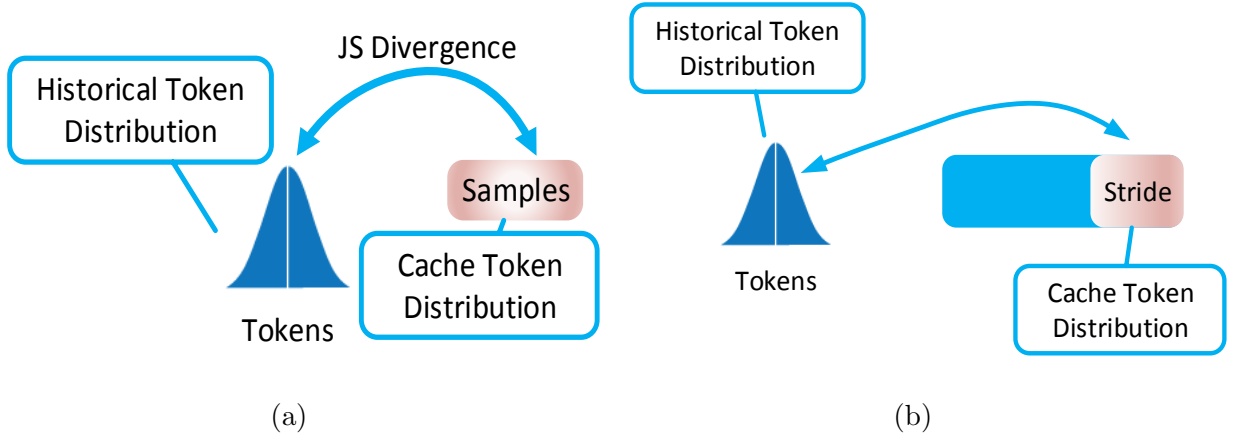 JS Divergence
Historical Token
Distribution
Samples
Cache Token
Distribution
Tokens
(a)
Historical Token
Distribution
Stride
Tokens
Cache Token
Distribution
(b)